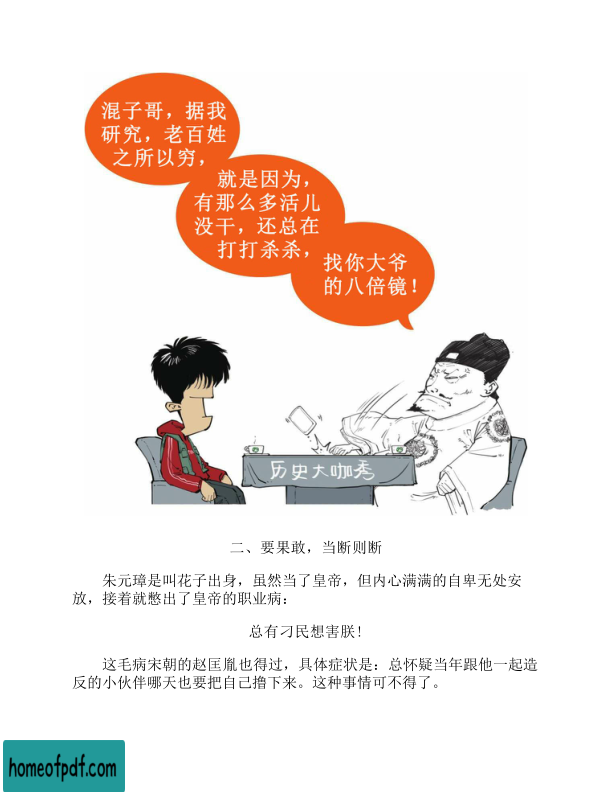 混子哥，据我
研究，老百姓
之所以穷，
就是因为，
有那么多活儿
没干，还总在
打打杀杀，
找你大爷
的八倍镜！
历史大咖秀
二、要果敢，当断则断
朱元璋是叫花子出身，虽然当了皇帝，但内心满满的自卑无处安
放，接着就憋出了皇帝的职业病：
总有刁民想害朕！
这毛病宋朝的赵匡胤也得过，具体症状是：总怀疑当年跟他一起造
反的小伙伴哪天也要把自己撸下来。这种事情可不得了。
homeofpdf.com